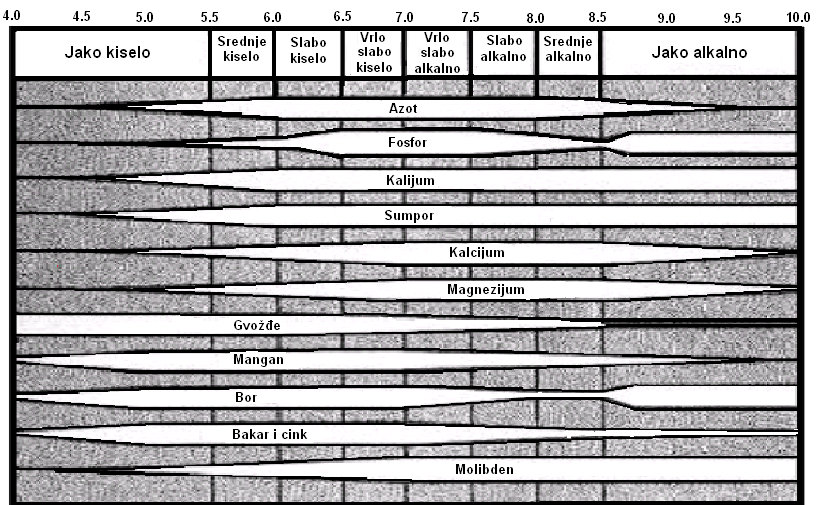 4.0 4.5 5.0 5.5 6.0 6.5 7.0 7.5 8.0 8.5 9.0 9.5 10.0
Jako kiselo
Srednje
kiselo
Slabo
kiselo
Vrlo
slabo
kiselo
Vrlo
slabo
alkalno
Slabo
alkalno
Srednje
alkalno
Jako alkalno
Azot
Fosfor
Kalijum
Sumpor
Kalcijum
Magnezijum
Gvožđe
Mangan
Bor
Bakar i cink
Molibden